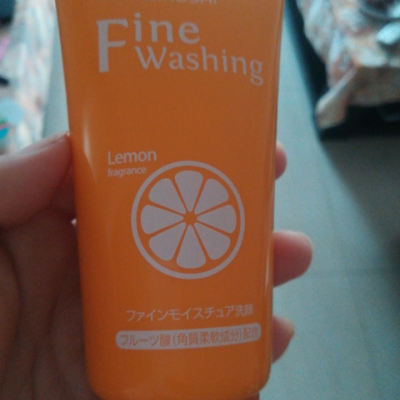 Fine
Washing
Lemon
fragrance
ファインモイスチュア洗顔
フルーツ酸(角質柔軟成分)配合